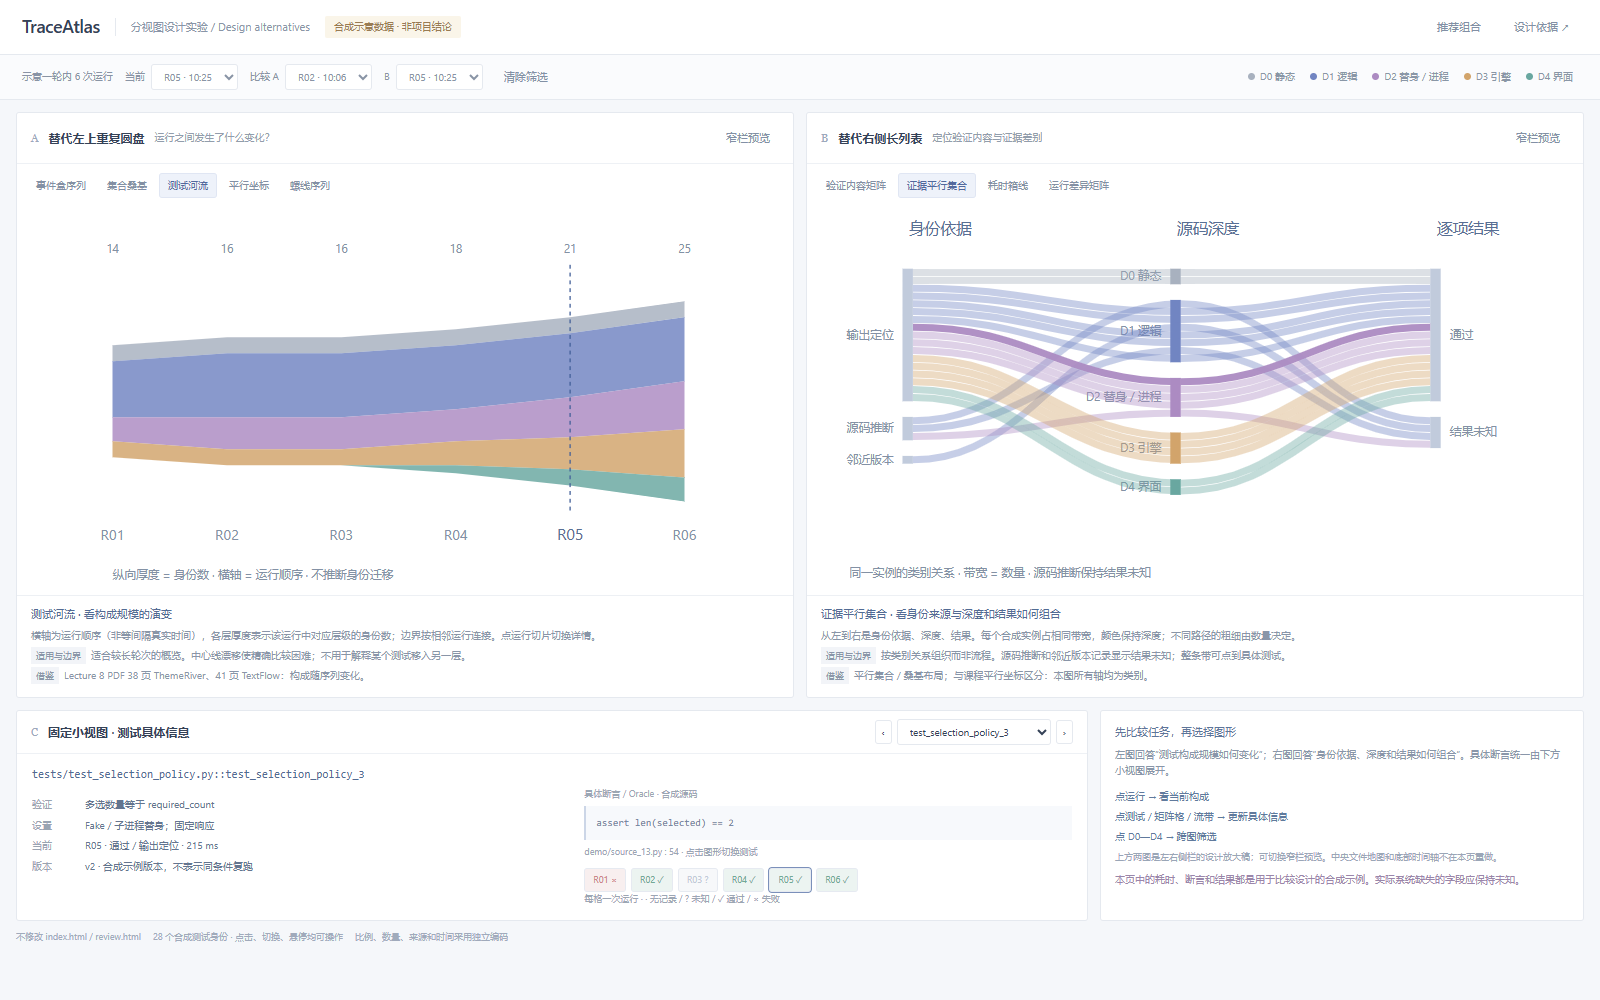 TraceAtlas
分视图设计实验 / Design alternatives
合成示意数据 · 非项目结论
推荐组合
设计依据 ↗
示意一轮内 6 次运行
当前
R05 · 10:25
比较 A
R02 · 10:06
B
R05 · 10:25
清除筛选
D0 静态
D1 逻辑
D2 替身 / 进程
D3 引擎
D4 界面
A
替代左上重复圆盘
运行之间发生了什么变化？
窄栏预览
事件盒序列
集合桑基
测试河流
平行坐标
螺线序列
14
16
16
18
21
25
R01
R02
R03
R04
R05
R06
纵向厚度 = 身份数 · 横轴 = 运行顺序 · 不推断身份迁移
测试河流 · 看构成规模的演变
横轴为运行顺序（非等间隔真实时间），各层厚度表示该运行中对应层级的身份数；边界按相邻运行连接。点运行切片切换详情。
适用与边界
适合较长轮次的概览。中心线漂移使精确比较困难；不用于解释某个测试移入另一层。
借鉴
Lecture 8 PDF 38 页 ThemeRiver、41 页 TextFlow：构成随序列变化。
B
替代右侧长列表
定位验证内容与证据差别
窄栏预览
验证内容矩阵
证据平行集合
耗时箱线
运行差异矩阵
身份依据
源码深度
逐项结果
D0 静态
D1 逻辑
输出定位
通过
D2 替身 / 进程
源码推断
结果未知
D3 引擎
邻近版本
D4 界面
同一实例的类别关系 · 带宽 = 数量 · 源码推断保持结果未知
证据平行集合 · 看身份来源与深度和结果如何组合
从左到右是身份依据、深度、结果。每个合成实例占相同带宽，颜色保持深度；不同路径的粗细由数量决定。
适用与边界
按类别关系组织而非流程。源码推断和邻近版本记录显示结果未知；整条带可点到具体测试。
借鉴
平行集合 / 桑基布局；与课程平行坐标区分：本图所有轴均为类别。
C
固定小视图 · 测试具体信息
‹
test_selection_policy_3
›
tests/test_selection_policy.py::test_selection_policy_3
验证
多选数量等于 required_count
设置
Fake / 子进程替身；固定响应
当前
R05 · 通过 / 输出定位 · 215 ms
版本
v2 · 合成示例版本，不表示同条件复跑
具体断言 / Oracle · 合成源码
assert len(selected) == 2
demo/source_13.py : 54 · 点击图形切换测试
R01 ×
R02 ✓
R03 ?
R04 ✓
R05 ✓
R06 ✓
每格一次运行 · · 无记录 / ? 未知 / ✓ 通过 / × 失败
先比较任务，再选择图形
左图回答“测试构成规模如何变化”；右图回答“身份依据、深度和结果如何组合”。具体断言统一由下方
小视图展开。
点运行 → 看当前构成
点测试 / 矩阵格 / 流带 → 更新具体信息
点 D0—D4 → 跨图筛选
上方两图是左右侧栏的设计放大稿；可切换窄栏预览。中央文件地图和底部时间轴不在本页重做。
本页中的耗时、断言和结果都是用于比较设计的合成示例。实际系统缺失的字段应保持未知。
不修改 index.html / review.html
28 个合成测试身份 · 点击、切换、悬停均可操作
比例、数量、来源和时间采用独立编码